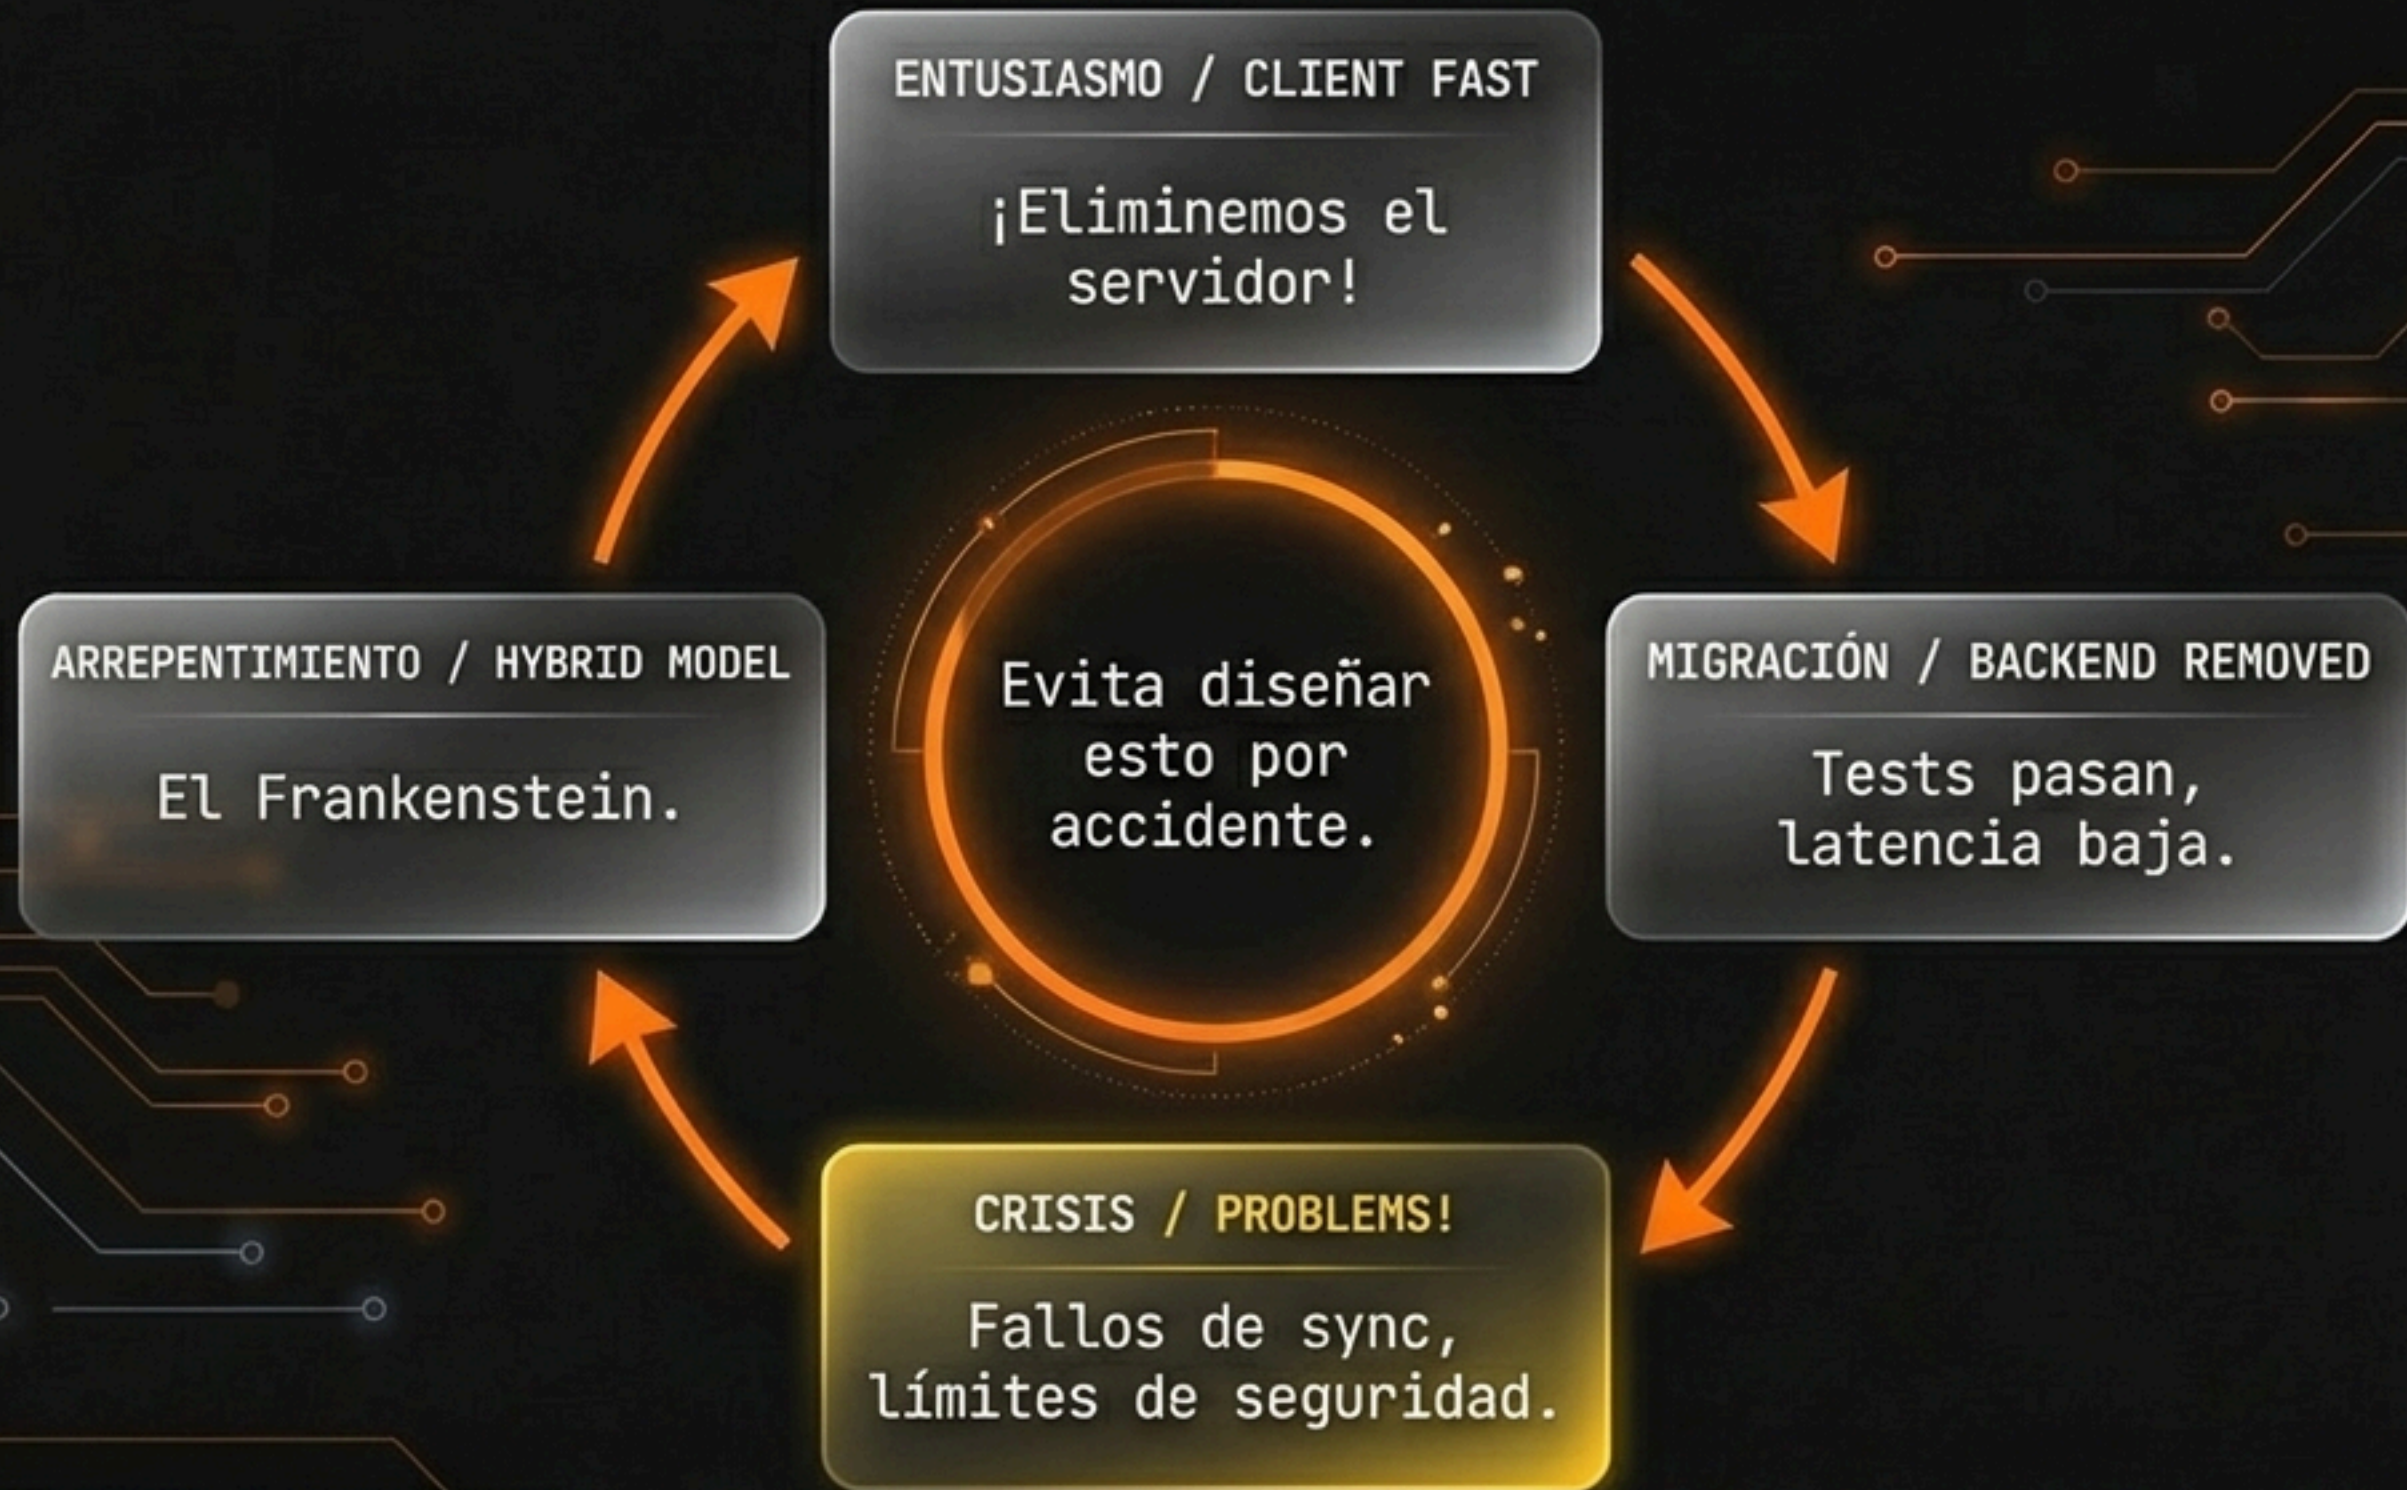 ENTUSIASMO / CLIENT FAST
¡Eliminemos el
servidor!
ARREPENTIMIENTO / HYBRID MODEL
El Frankenstein.
Evita diseñar
esto por
accidente.
MIGRACIÓN / BACKEND REMOVED
Tests pasan,
latencia baja.
CRISIS / PROBLEMS!
Fallos de sync,
límites de seguridad.